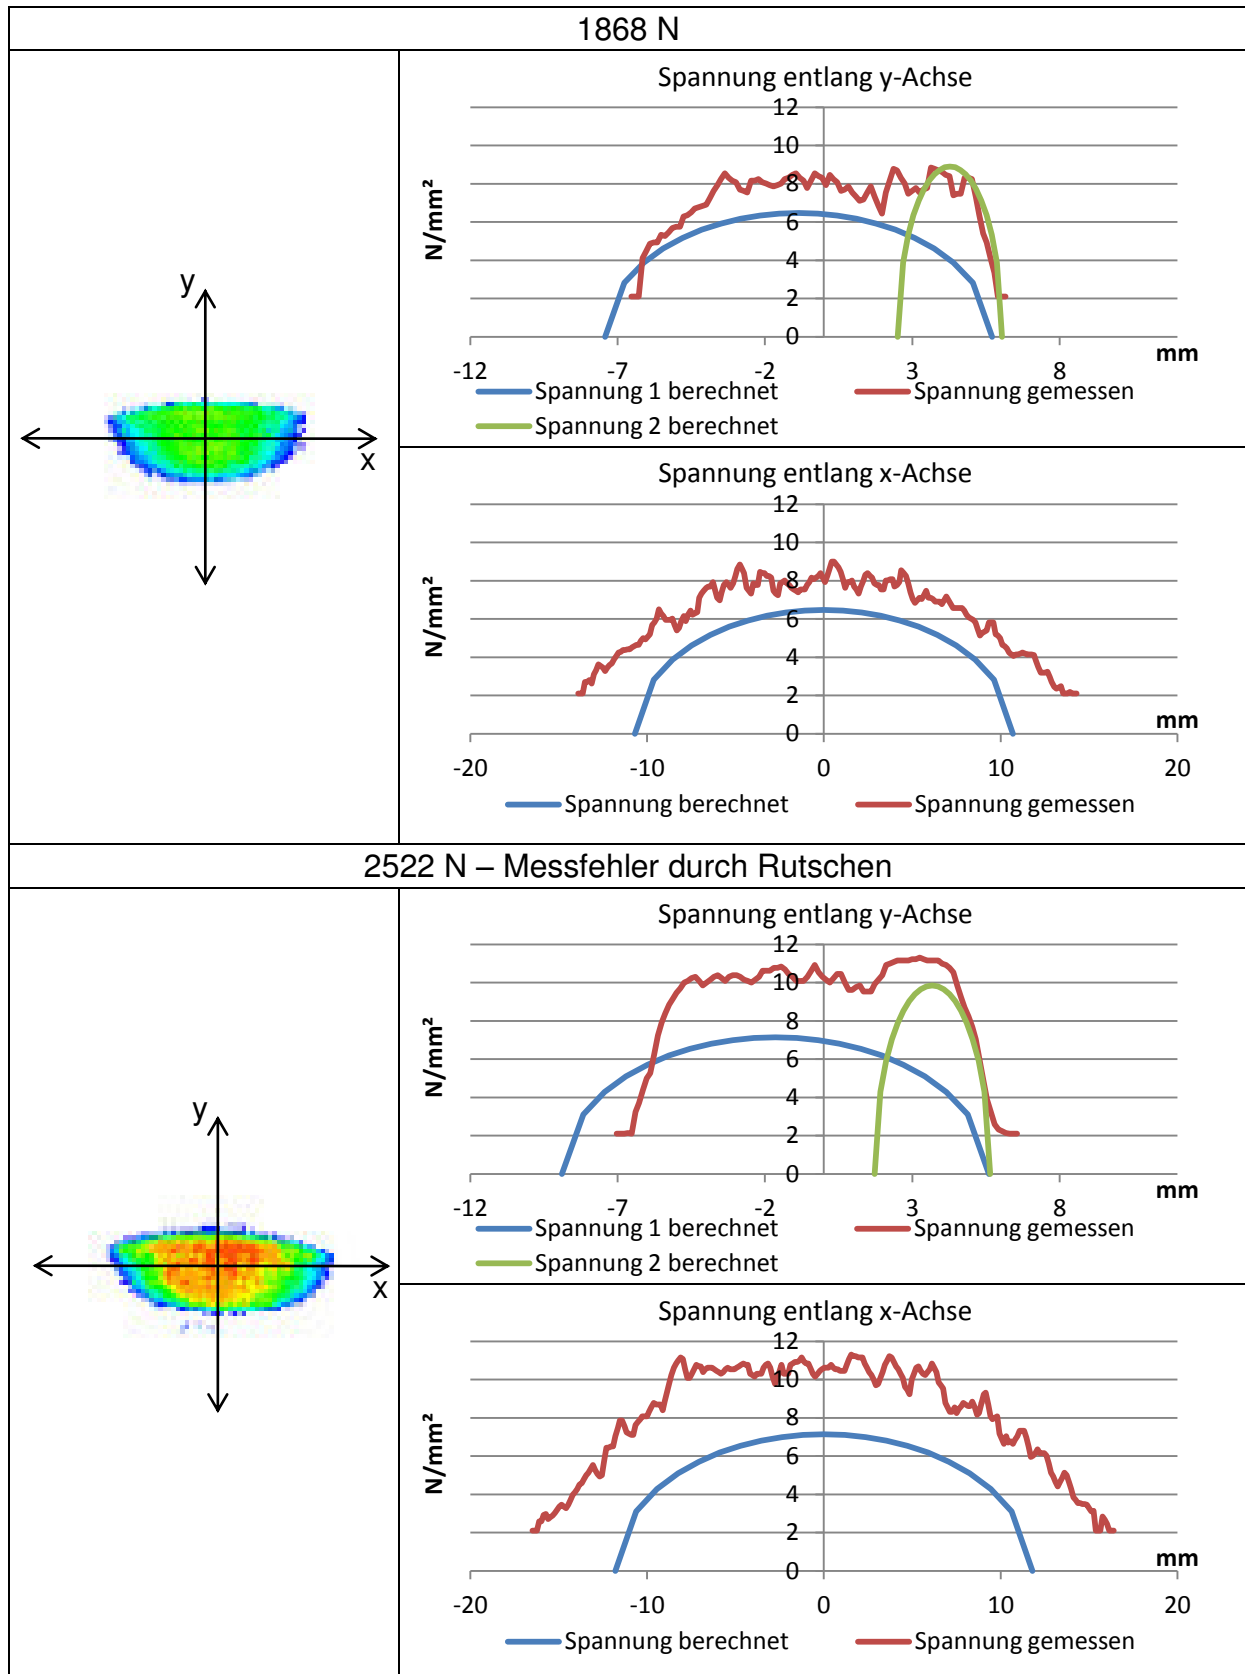 1868 N
y
x
Spannung entlang y-Achse
12
10
8
6
4
2
0
N/mm²
-12 -7 -2 3 8
mm
Spannung 1 berechnet Spannung gemessen
Spannung 2 berechnet
Spannung entlang x-Achse
12
10
8
6
4
2
0
N/mm²
mm
-20 -10 0 10 20
Spannung berechnet Spannung gemessen
2522 N – Messfehler durch Rutschen
y
x
Spannung entlang y-Achse
12
10
8
6
4
2
0
N/mm²
-12 -7 -2 3 8
mm
Spannung 1 berechnet Spannung gemessen
Spannung 2 berechnet
Spannung entlang x-Achse
12
10
8
6
4
2
0
N/mm²
mm
-20 -10 0 10 20
Spannung berechnet Spannung gemessen